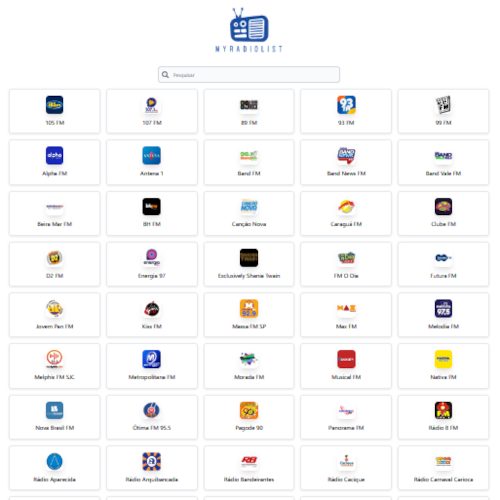 MYRADIOLIST
Pesquisar
105 FM
107 FM
89 FM
93 FM
99 FM
Alpha FM
Antena 1
Band FM
Band News FM
Band Vale FM
Beira Mar FM
BH FM
Canção Nova
Caraguá FM
Clube FM
D2 FM
Energia 97
Exclusively Shania Twain
FM O Dia
Futura FM
Jovem Pan FM
Kiss FM
Massa FM SP
Max FM
Melodia FM
Melphis FM SJC
Metropolitana FM
Morada FM
Musical FM
Nativa FM
Nova Brasil FM
Ótima FM 95.5
Pagode 90
Panorama FM
Rádio 8 FM
Rádio Aparecida
Rádio Arquibancada
Rádio Bandeirantes
Rádio Cacique
Rádio Carnaval Carioca